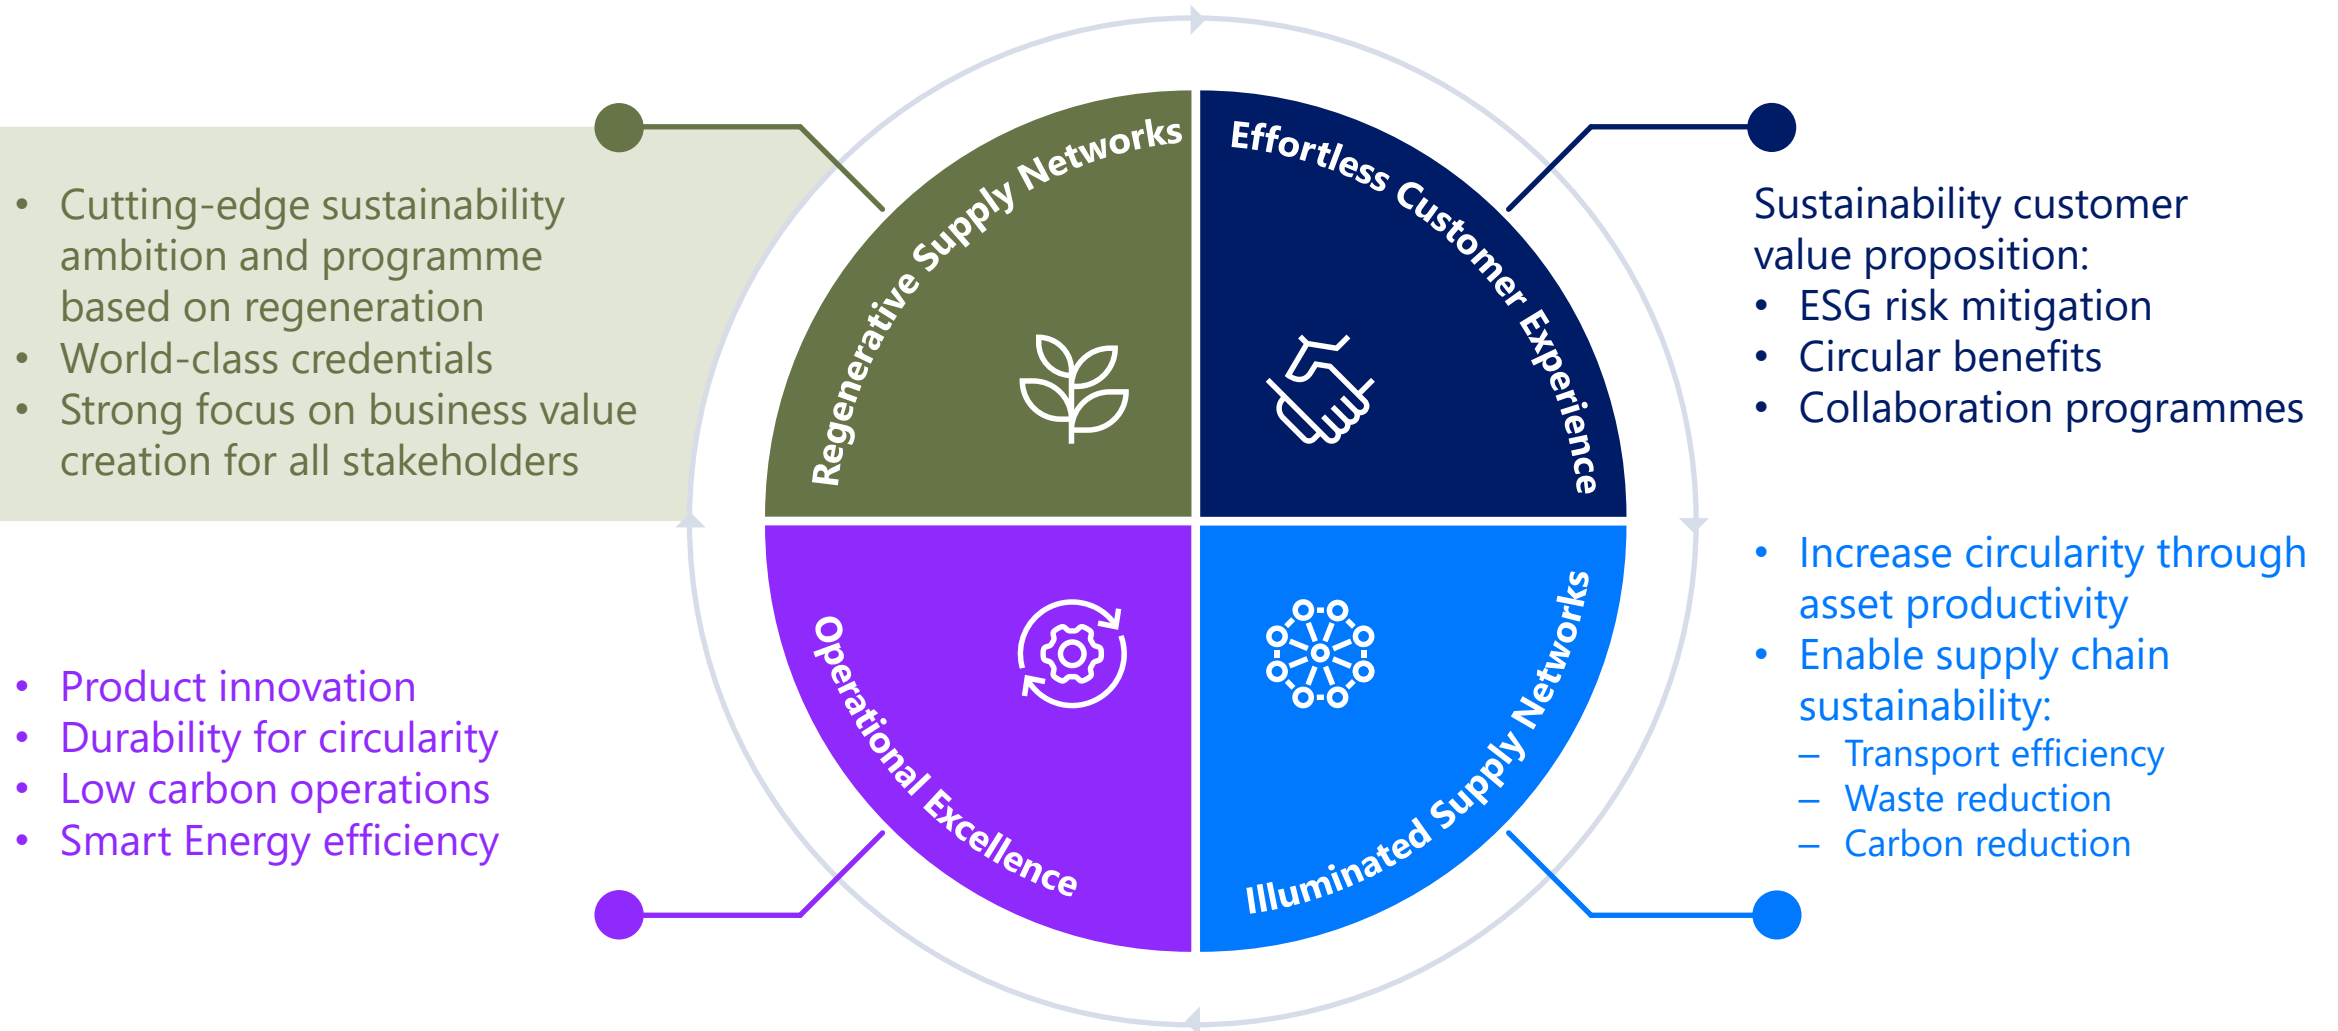 Regenerative Supply Networks
• Cutting-edge sustainability
ambition and programme
based on regeneration
• World-class credentials
• Strong focus on business value
creation for all stakeholders
Effortless Customer Experience
Sustainability customer
value proposition:
• ESG risk mitigation
• Circular benefits
• Collaboration programmes
Operational Excellence
• Product innovation
• Durability for circularity
• Low carbon operations
• Smart Energy efficiency
Illuminated Supply Networks
• Increase circularity through
asset productivity
• Enable supply chain
sustainability:
– Transport efficiency
– Waste reduction
– Carbon reduction